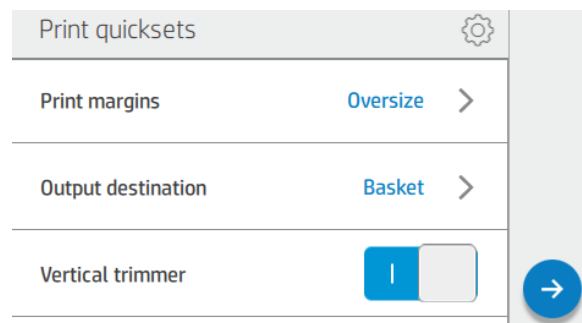 Print quicksets
Print margins Oversize
Output destination Basket
Vertical trimmer